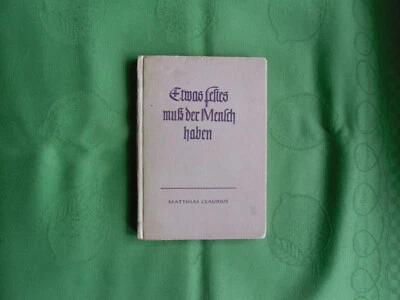 Etwas festes
muß der Mensch
haben
MATTHIAS CLAUDIUS